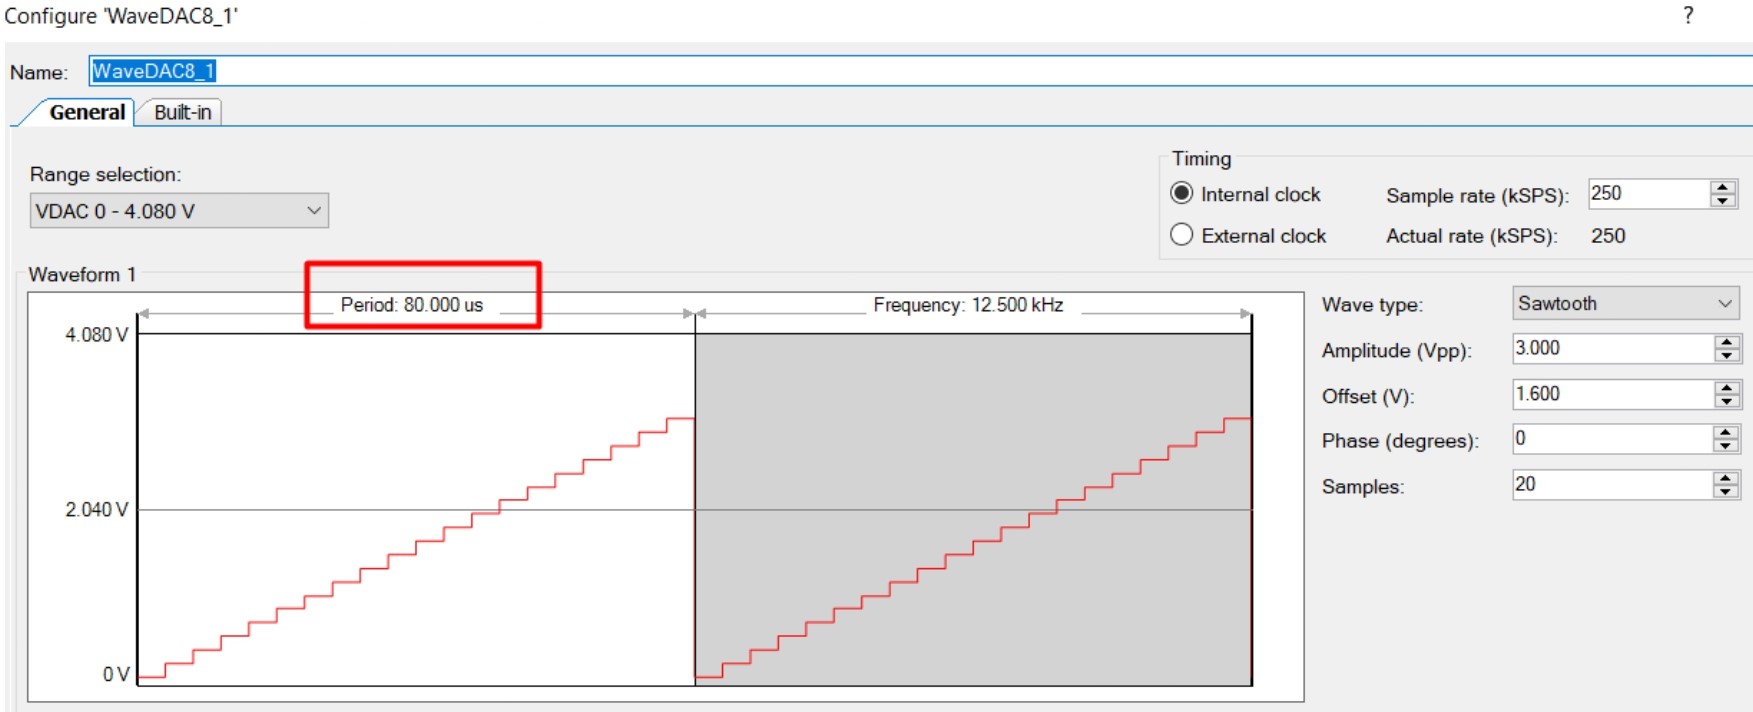 Configure 'WaveDAC8_1'
?
Name: WaveDAC8_1
General Built-in
Range selection:
VDAC 0 - 4.080 V
Timing
Internal clock Sample rate (kSPS): 250
External clock Actual rate (kSPS): 250
Waveform 1
Period: 80.000 us Frequency: 12.500 kHz
4.080 V
2.040 V
0 V
Wave type: Sawtooth
Amplitude (Vpp): 3.000
Offset (V): 1.600
Phase (degrees): 0
Samples: 20